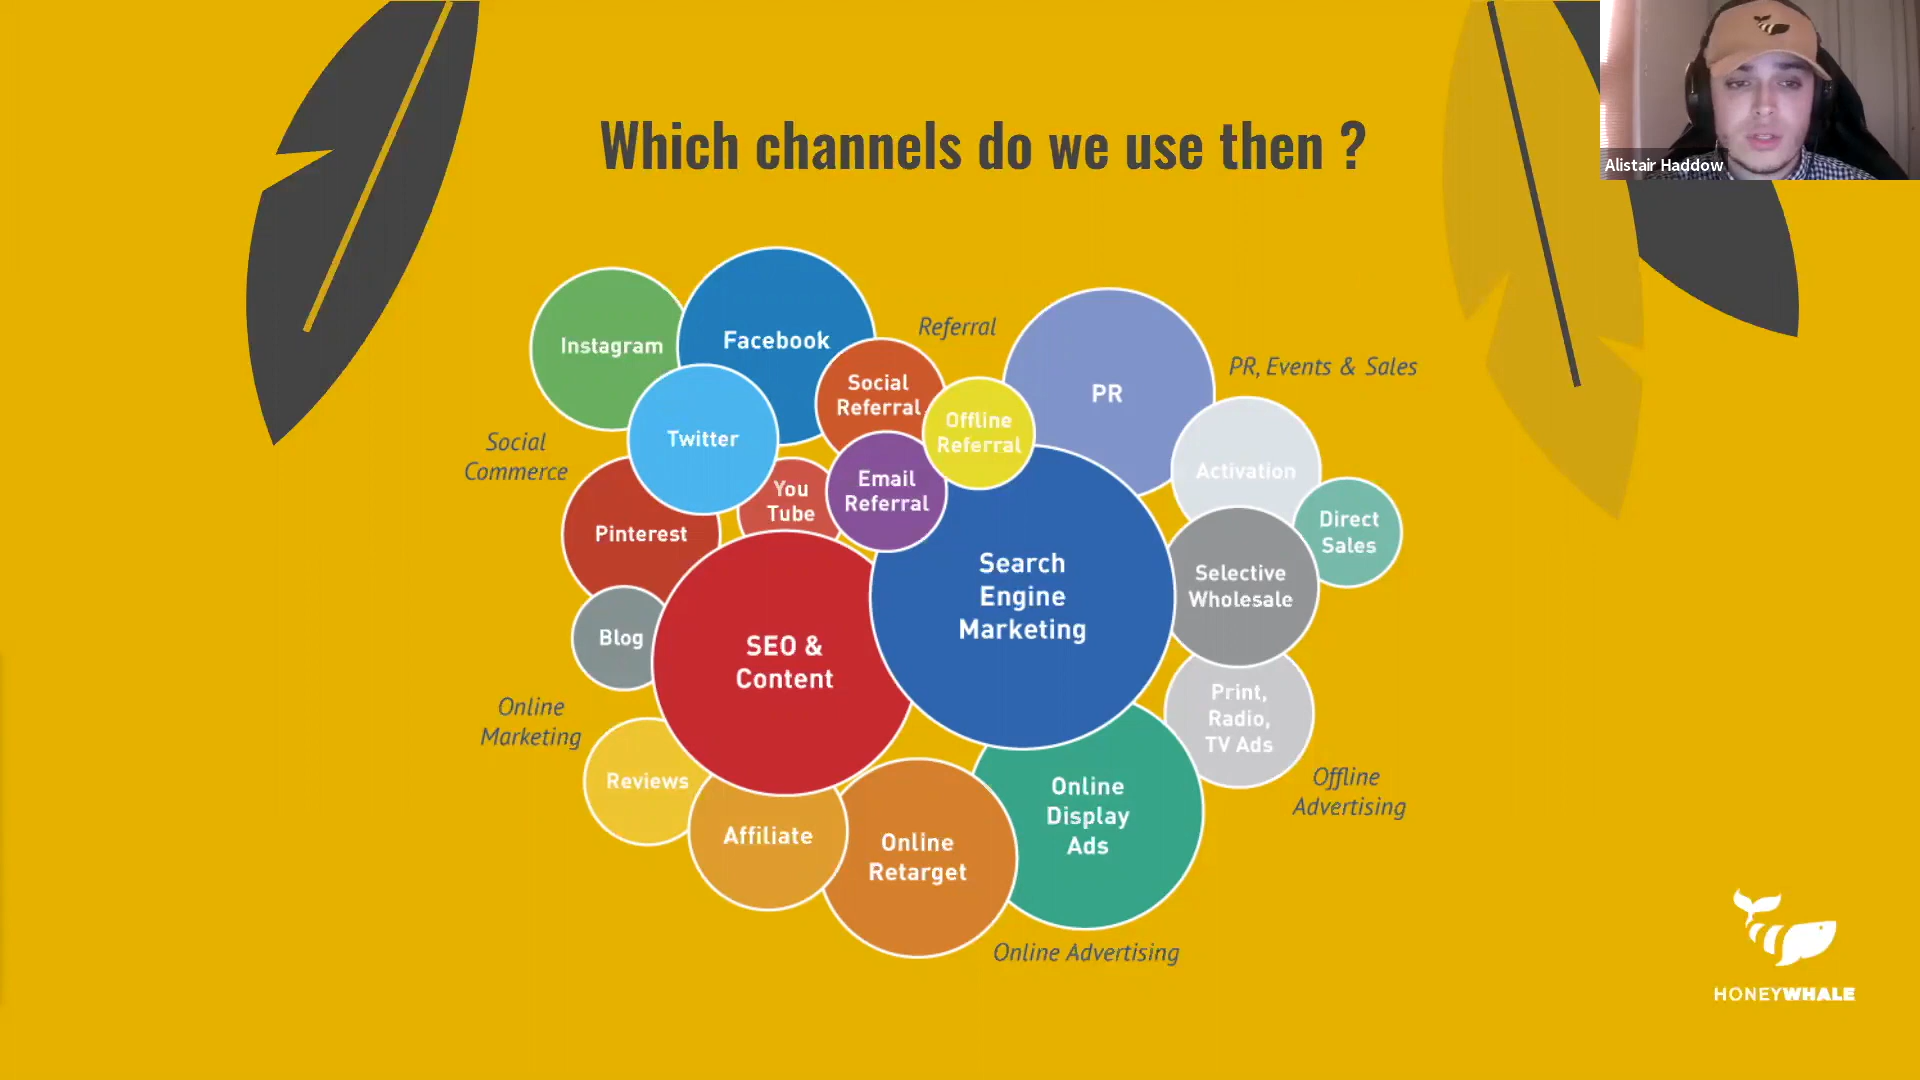 Which channels do we use then ?
Alistair Haddow
Instagram
Facebook
Referral
PR, Events & Sales
Social
Referral
Offline
Referral
PR
Twitter
Social
Commerce
Activation
You
Tube
Email
Referral
Direct
Sales
Pinterest
Search
Engine
Marketing
Selective
Wholesale
Blog
SEO &
Content
Print,
Radio,
TV Ads
Online
Marketing
Reviews
Offline
Advertising
Affiliate
Online
Retarget
Online
Display
Ads
Online Advertising
HONEYWHALE